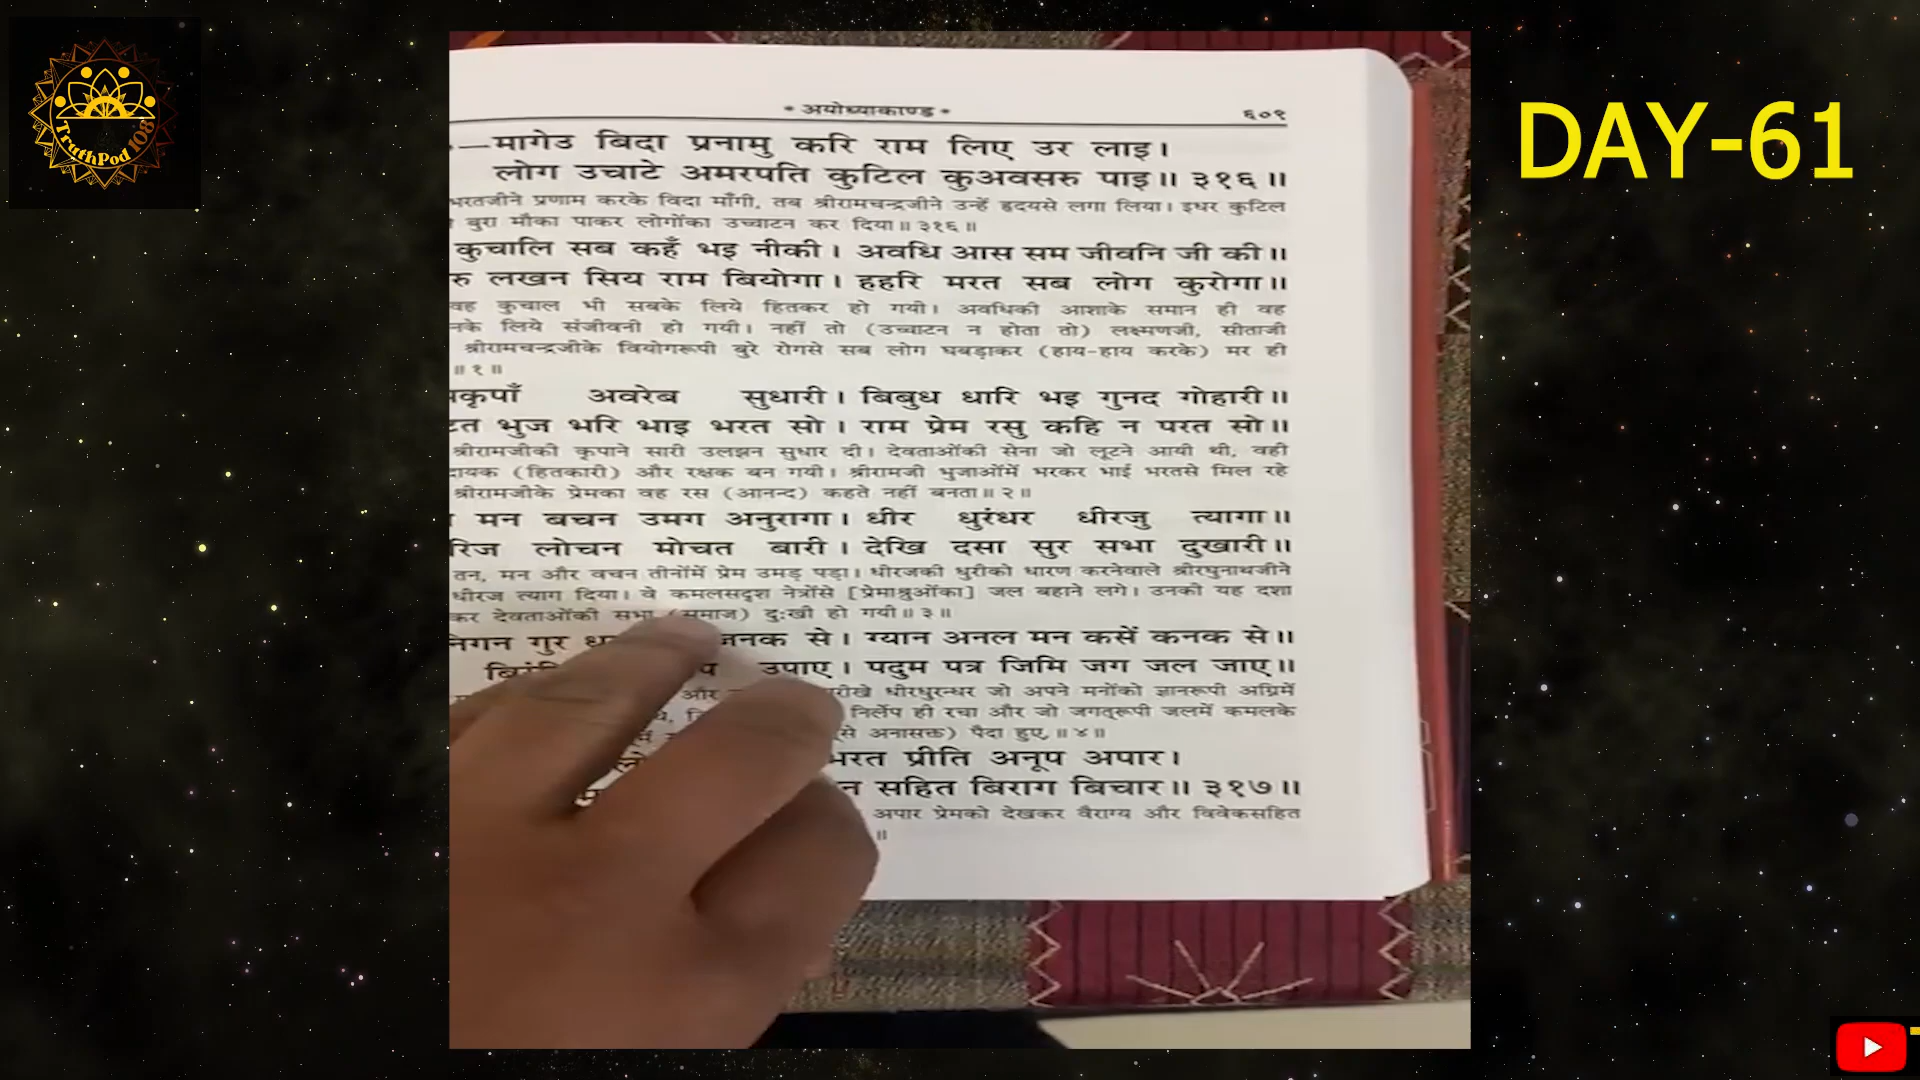 TruthPod 108
DAY-61
* अयोध्याकाण्ड *
६०९
—मागेउ बिदा प्रनामु करि राम लिए उर लाइ।
लोग उचाटे अमरपति कुटिल कुअवसरु पाइ॥ ३१६॥
भरतजीने प्रणाम करके विदा माँगी, तब श्रीरामचन्द्रजीने उन्हें हृदयसे लगा लिया। इधर कुटिल
बुरा मौका पाकर लोगोंका उच्चाटन कर दिया॥ ३१६॥
कुचालि सब कहँ भइ नीकी। अवधि आस सम जीवनि जी की॥
लखन सिय राम बियोगा। हहरि मरत सब लोग कुरोगा॥
वह कुचाल भी सबके लिये हितकर हो गयी। अवधिकी आशाके समान ही वह
लिये संजीवनी हो गयी। नहीं तो (उच्चाटन न होता तो) लक्ष्मणजी, सीताजी
श्रीरामचन्द्रजीके वियोगरूपी बुरे रोगसे सब लोग घबड़ाकर (हाय-हाय करके) मर ही
॥ १॥
अवरेब सुधारी। बिबुध धारि भइ गुनद गोहारी॥
भुज भरि भाइ भरत सो। राम प्रेम रसु कहि न परत सो॥
श्रीरामजीकी कृपाने सारी उलझन सुधार दी। देवताओंकी सेना जो लूटने आयी थी, वही
(हितकारी) और रक्षक बन गयी। श्रीरामजी भुजाओंमें भरकर भाई भरतसे मिल रहे
श्रीरामजीके प्रेमका वह रस (आनन्द) कहते नहीं बनता॥ २॥
मन बचन उमग अनुरागा। धीर धुरंधर धीरजु त्यागा॥
लोचन मोचत बारी। देखि दसा सुर सभा दुखारी॥
तन, मन और वचन तीनोंमें प्रेम उमड़ पड़ा। धीरजकी धुरीको धारण करनेवाले श्रीरघुनाथजीने
धीरज त्याग दिया। वे कमलसदृश नेत्रोंसे [प्रेमाश्रुओंका] जल बहाने लगे। उनकी यह दशा
देवताओंकी सभा (समाज) दुःखी हो गयी॥ ३॥
गुर जनक से। ग्यान अनल मन कसें कनक से॥
उपाए। पदुम पत्र जिमि जग जल जाए॥
और धीरधुरन्धर जो अपने मनोंको ज्ञानरूपी अग्निमें
निर्लेप ही रचा और जो जगत्‌रूपी जलमें कमलके
(से अनासक्त) पैदा हुए,॥ ४॥
भरत प्रीति अनूप अपार।
सहित बिराग बिचार॥ ३१७॥
अपार प्रेमको देखकर वैराग्य और विवेकसहित
॥